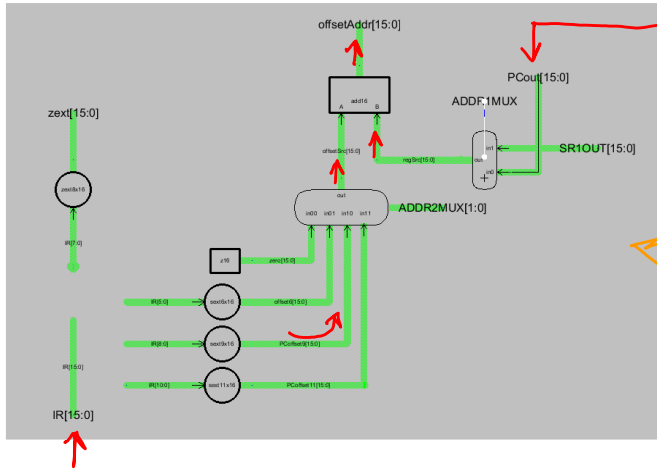 offsetAddr[15:0]
PCout[15:0]
add16
A B
ADDR1MUX
zext[15:0]
offsetSrc[15:0]
regSrc[15:0]
in1
out
in0
SR1OUT[15:0]
zext8x16
out
in00 in01 in10 in11
ADDR2MUX[1:0]
IR[7:0]
z16
zero[15:0]
IR[5:0]
sext6x16
offset6[15:0]
IR[8:0]
sext9x16
PCoffset9[15:0]
IR[15:0]
IR[10:0]
sext11x16
PCoffset11[15:0]
IR[15:0]